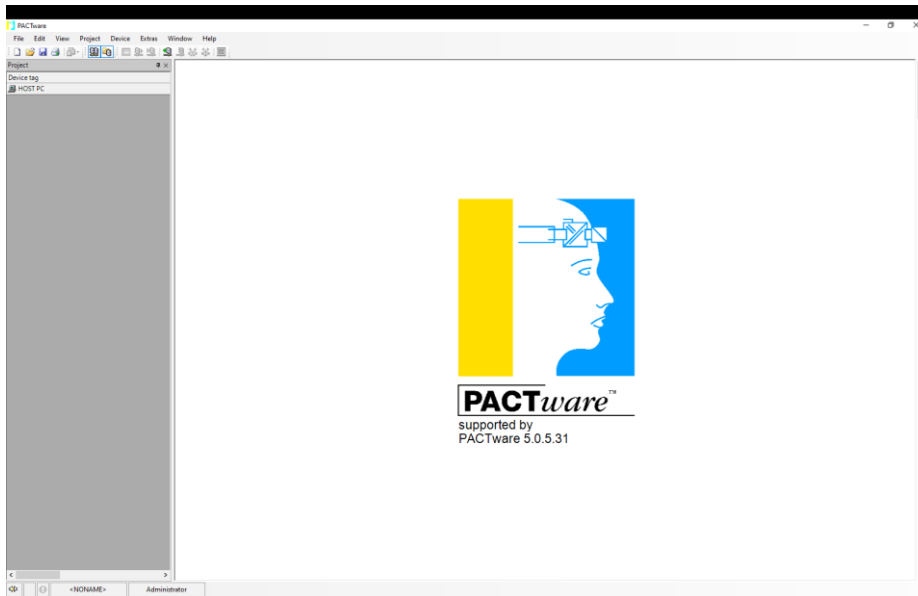 PACTware
File Edit View Project Device Extras Window Help
Project
Device tag
HOST PC
PACTware™
supported by
PACTware 5.0.5.31
<NONAME> Administrator